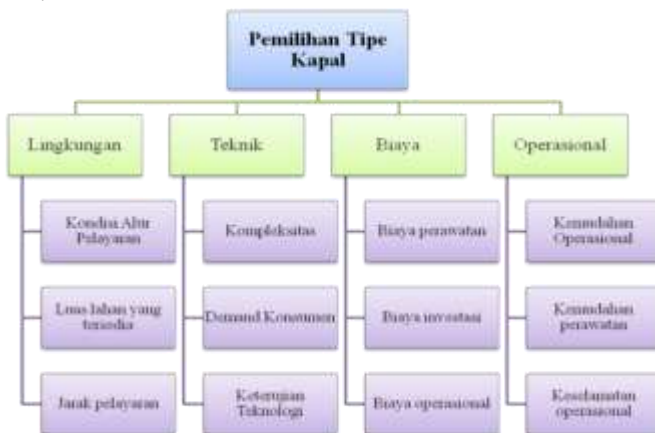 Pemilihan Tipe
Kapal
Lingkungan
Teknik
Biaya
Operasional
Kondisi Alur
Pelayaran
Kompleksitas
Biaya perawatan
Kemudahan
Operasional
Luas lahan yang
tersedia
Demand Konsumen
Biaya investasi
Kemudahan
perawatan
Jarak pelayaran
Keterujian
Teknologi
Biaya operasional
Keselamatan
operasional